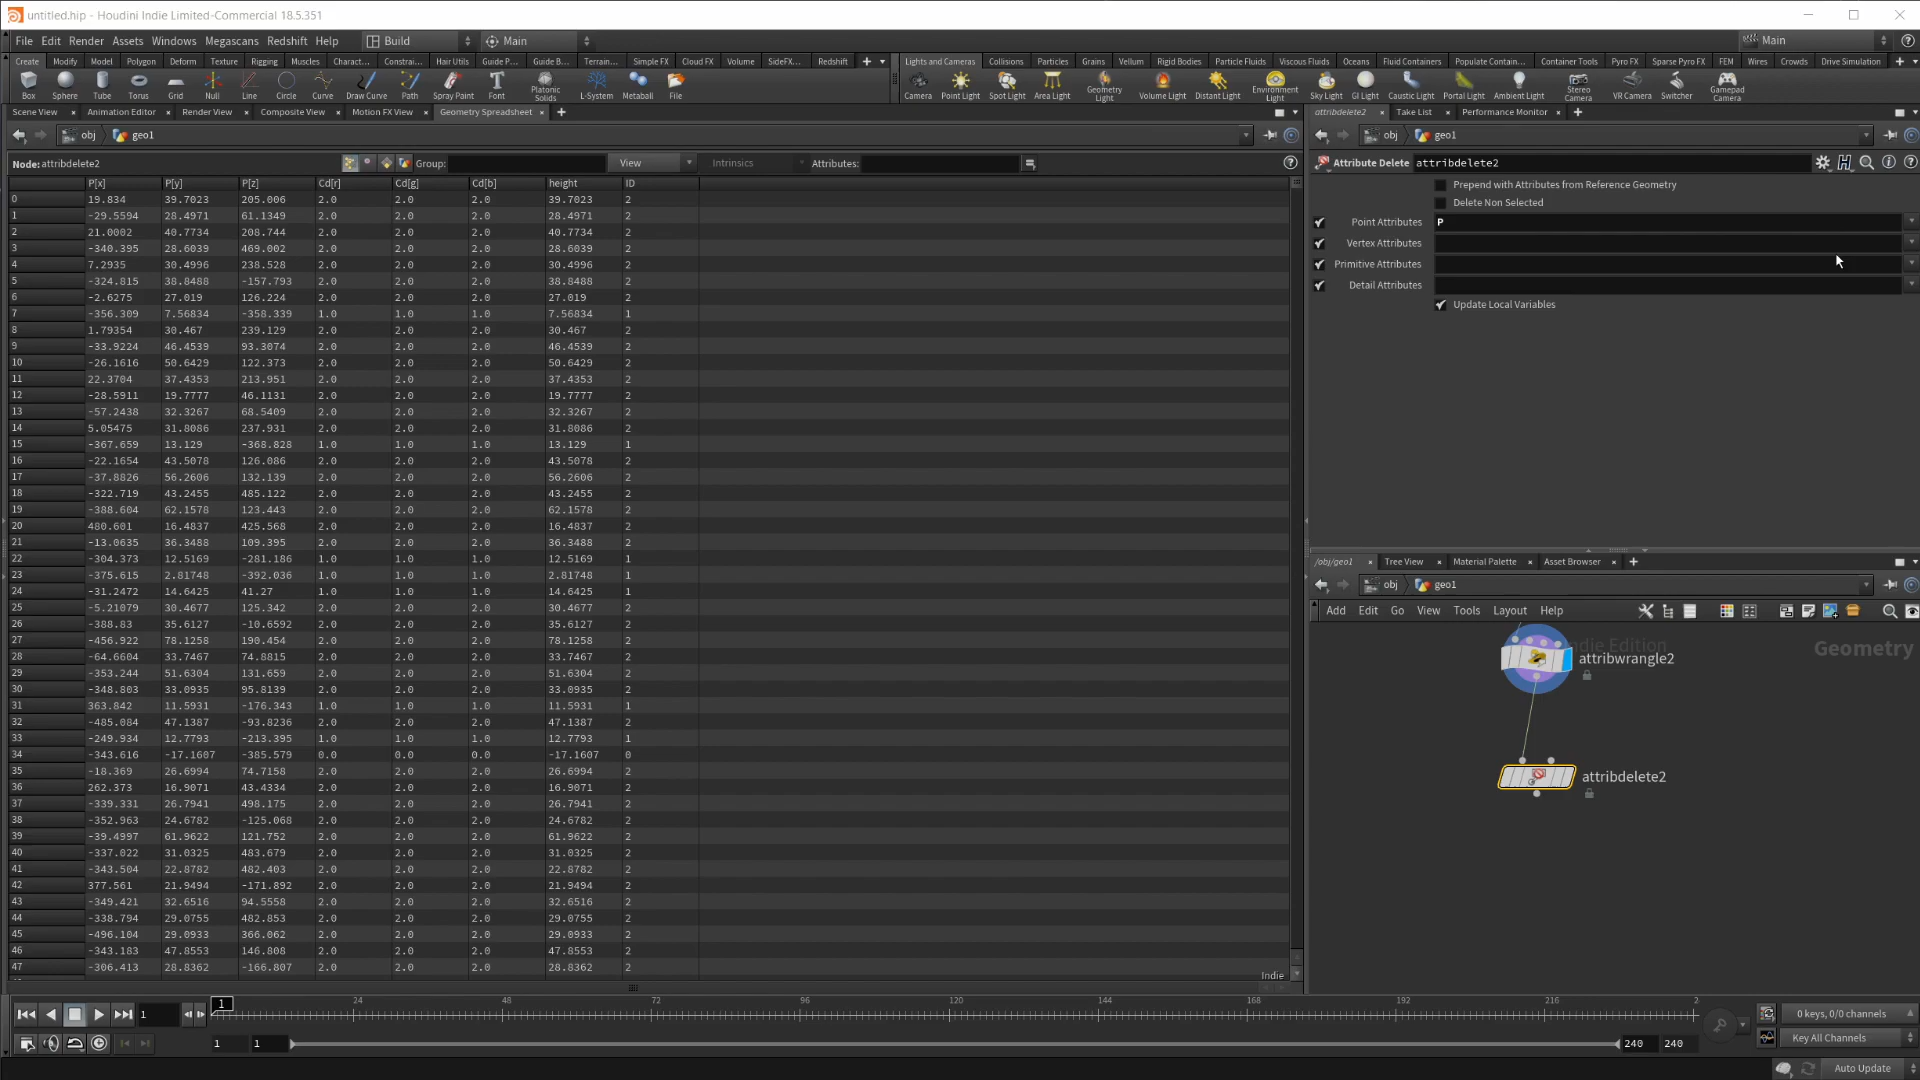 untitled.hip - Houdini Indie Limited-Commercial 18.5.351
File Edit Render Assets Windows Megascans Redshift Help Build Main Main
Create Modify Model Polygon Deform Texture Rigging Muscles Charact... Constrai... Hair Utils Guide P... Guide B... Terrain... Simple FX Cloud FX Volume SideFX... Redshift Lights and Cameras Collisions Particles Grains Vellum Rigid Bodies Particle Fluids Viscous Fluids Oceans Fluid Containers Populate Contain... Container Tools Pyro FX Sparse Pyro FX FEM Wires Crowds Drive Simulation
Box Sphere Tube Torus Grid Null Line Circle Curve Draw Curve Path Spray Paint Font Platonic Solids L-System Metaball File Camera Point Light Spot Light Area Light Geometry Light Volume Light Distant Light Environment Light Sky Light GI Light Caustic Light Portal Light Ambient Light Stereo Camera VR Camera Switcher Gamepad Camera
Scene View Animation Editor Render View Composite View Motion FX View Geometry Spreadsheet attribdelete2 Take List Performance Monitor
obj geo1 obj geo1
Node: attribdelete2 Group: View Intrinsics Attributes:
Attribute Delete attribdelete2
Prepend with Attributes from Reference Geometry
Delete Non Selected
Point Attributes P
Vertex Attributes
Primitive Attributes
Detail Attributes
Update Local Variables
P[x] P[y] P[z] Cd[r] Cd[g] Cd[b] height ID
0 19.834 39.7023 205.006 2.0 2.0 2.0 39.7023 2
1 -29.5594 28.4971 61.1349 2.0 2.0 2.0 28.4971 2
2 21.0002 40.7734 208.744 2.0 2.0 2.0 40.7734 2
3 -340.395 28.6039 469.002 2.0 2.0 2.0 28.6039 2
4 7.2935 30.4996 238.528 2.0 2.0 2.0 30.4996 2
5 -324.815 38.8488 -157.793 2.0 2.0 2.0 38.8488 2
6 -2.6275 27.019 126.224 2.0 2.0 2.0 27.019 2
7 -356.309 7.56834 -358.339 1.0 1.0 1.0 7.56834 1
8 1.79354 30.467 239.129 2.0 2.0 2.0 30.467 2
9 -33.9224 46.4539 93.3074 2.0 2.0 2.0 46.4539 2
10 -26.1616 50.6429 122.373 2.0 2.0 2.0 50.6429 2
11 22.3704 37.4353 213.951 2.0 2.0 2.0 37.4353 2
12 -28.5911 19.7777 46.1131 2.0 2.0 2.0 19.7777 2
13 -57.2438 32.3267 68.5409 2.0 2.0 2.0 32.3267 2
14 5.05475 31.8086 237.931 2.0 2.0 2.0 31.8086 2
15 -367.659 13.129 -368.828 1.0 1.0 1.0 13.129 1
16 -22.1654 43.5078 126.086 2.0 2.0 2.0 43.5078 2
17 -37.8826 56.2606 132.139 2.0 2.0 2.0 56.2606 2
18 -322.719 43.2455 485.122 2.0 2.0 2.0 43.2455 2
19 -388.604 62.1578 123.443 2.0 2.0 2.0 62.1578 2
20 480.601 16.4837 425.568 2.0 2.0 2.0 16.4837 2
21 -13.0635 36.3488 109.395 2.0 2.0 2.0 36.3488 2
22 -304.373 12.5169 -281.186 1.0 1.0 1.0 12.5169 1
23 -375.615 2.81748 -392.036 1.0 1.0 1.0 2.81748 1
24 -31.2472 14.6425 41.27 1.0 1.0 1.0 14.6425 1
25 -5.21079 30.4677 125.342 2.0 2.0 2.0 30.4677 2
26 -388.83 35.6127 -10.6592 2.0 2.0 2.0 35.6127 2
27 -456.922 78.1258 190.454 2.0 2.0 2.0 78.1258 2
28 -64.6604 33.7467 74.8815 2.0 2.0 2.0 33.7467 2
29 -353.244 51.6304 131.659 2.0 2.0 2.0 51.6304 2
30 -348.803 33.0935 95.8139 2.0 2.0 2.0 33.0935 2
31 363.842 11.5931 -176.343 1.0 1.0 1.0 11.5931 1
32 -485.084 47.1387 -93.8236 2.0 2.0 2.0 47.1387 2
33 -249.934 12.7793 -213.395 1.0 1.0 1.0 12.7793 1
34 -343.616 -17.1607 -385.579 0.0 0.0 0.0 -17.1607 0
35 -18.369 26.6994 74.7158 2.0 2.0 2.0 26.6994 2
36 262.373 16.9071 43.4334 2.0 2.0 2.0 16.9071 2
37 -339.331 26.7941 498.175 2.0 2.0 2.0 26.7941 2
38 -352.963 24.6782 -125.068 2.0 2.0 2.0 24.6782 2
39 -39.4997 61.9622 121.752 2.0 2.0 2.0 61.9622 2
40 -337.022 31.0325 483.679 2.0 2.0 2.0 31.0325 2
41 -343.504 22.8782 482.403 2.0 2.0 2.0 22.8782 2
42 377.561 21.9494 -171.892 2.0 2.0 2.0 21.9494 2
43 -349.421 32.6516 94.5558 2.0 2.0 2.0 32.6516 2
44 -338.794 29.0755 482.853 2.0 2.0 2.0 29.0755 2
45 -496.104 29.0933 366.062 2.0 2.0 2.0 29.0933 2
46 -343.183 47.8553 146.808 2.0 2.0 2.0 47.8553 2
47 -306.413 28.8362 -166.807 2.0 2.0 2.0 28.8362 2
Indie
/obj/geo1 Tree View Material Palette Asset Browser
obj geo1
Add Edit Go View Tools Layout Help
Indie Edition Geometry
attribwrangle2
attribdelete2
1 1 24 48 72 96 120 144 168 192 216 2
0 keys, 0/0 channels
1 1 240 240 Key All Channels
Auto Update